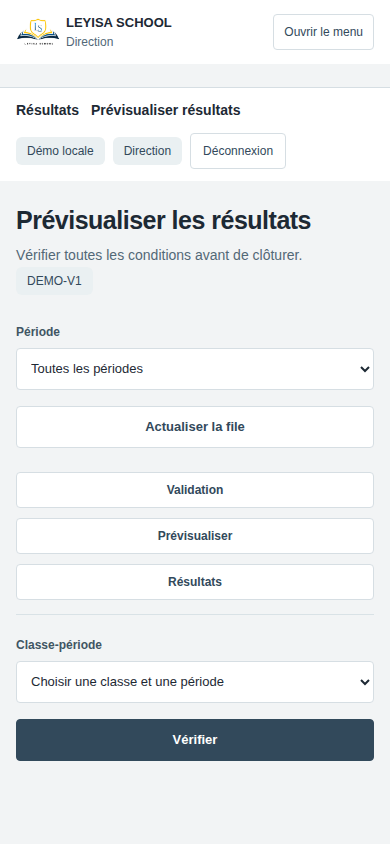 LEYISA SCHOOL
Direction
Ouvrir le menu
Résultats Prévisualiser résultats
Démo locale Direction Déconnexion
Prévisualiser les résultats
Vérifier toutes les conditions avant de clôturer.
DEMO-V1
Période
Toutes les périodes
Actualiser la file
Validation
Prévisualiser
Résultats
Classe-période
Choisir une classe et une période
Vérifier